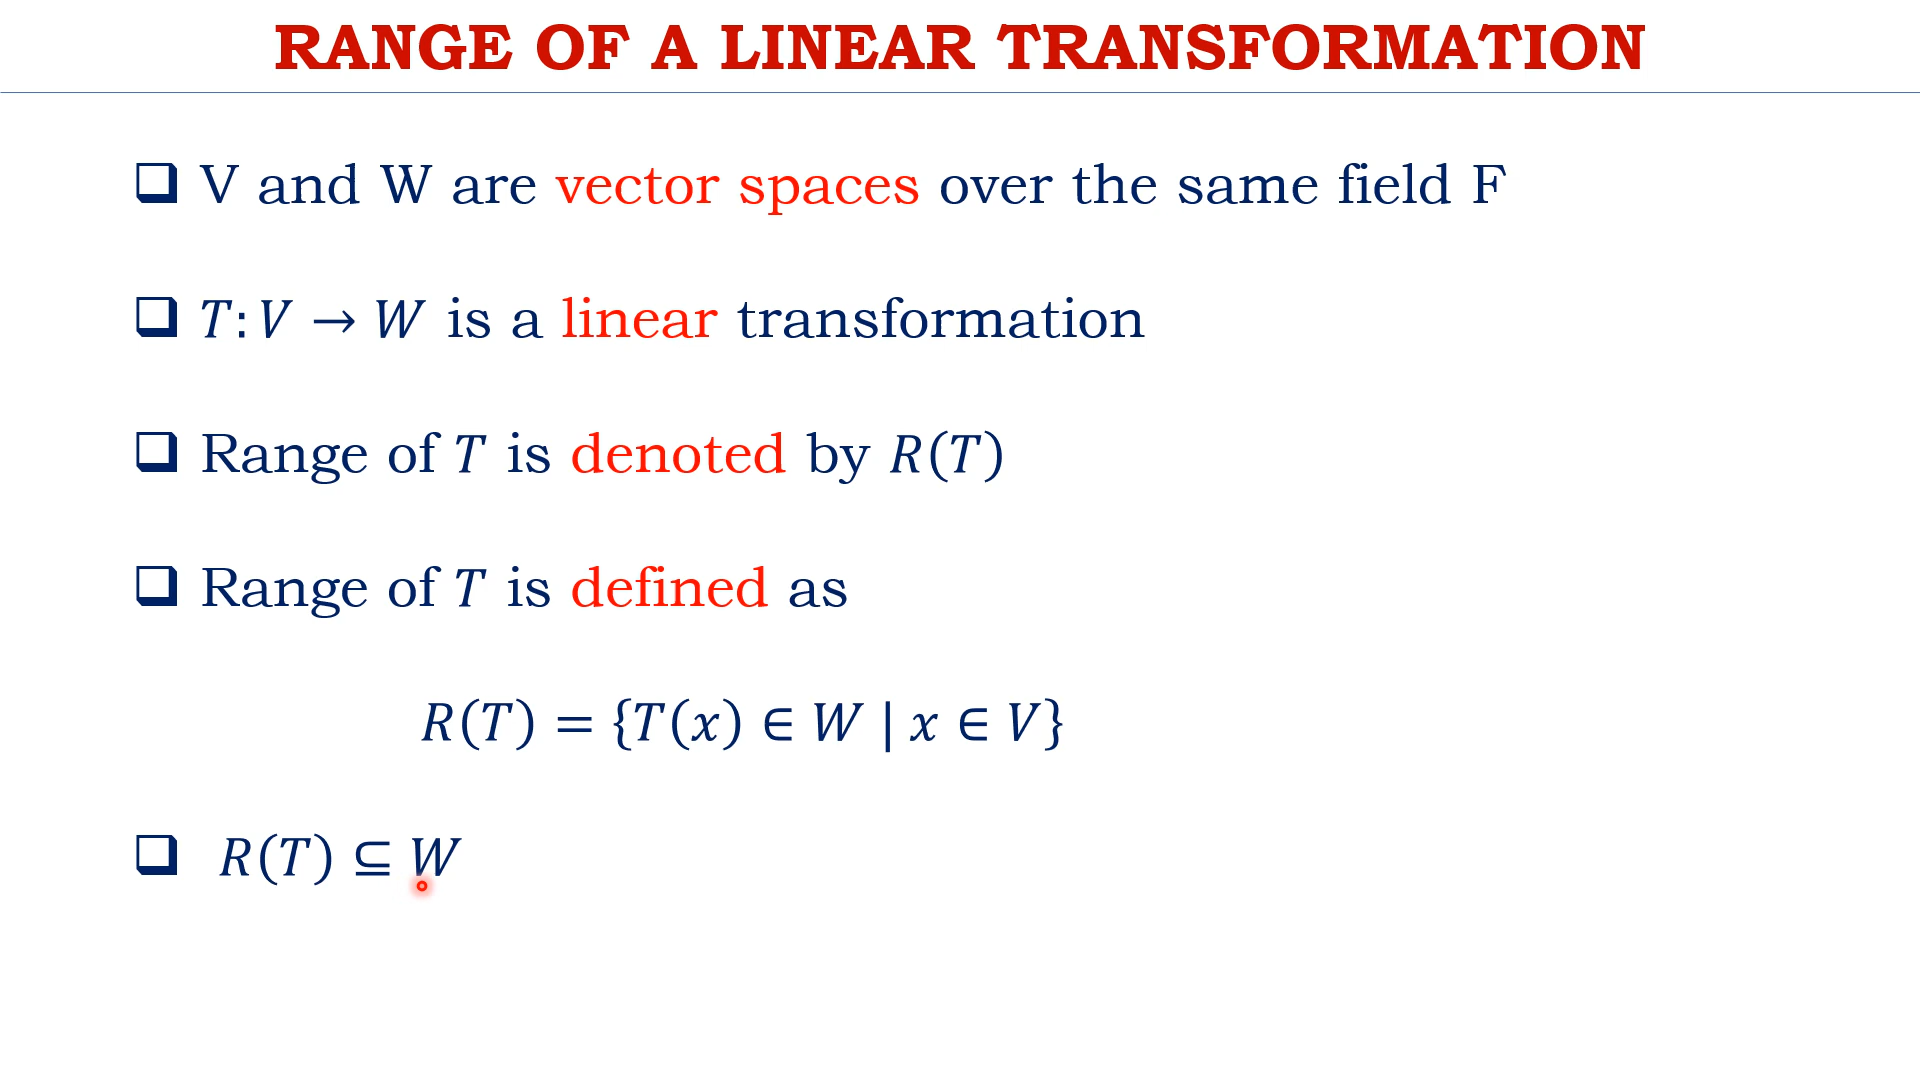 RANGE OF A LINEAR TRANSFORMATION
❑ V and W are vector spaces over the same field F
❑ T: V → W is a linear transformation
❑ Range of T is denoted by R(T)
❑ Range of T is defined as
R(T) = {T(x) ∈ W | x ∈ V}
❑ R(T) ⊆ W